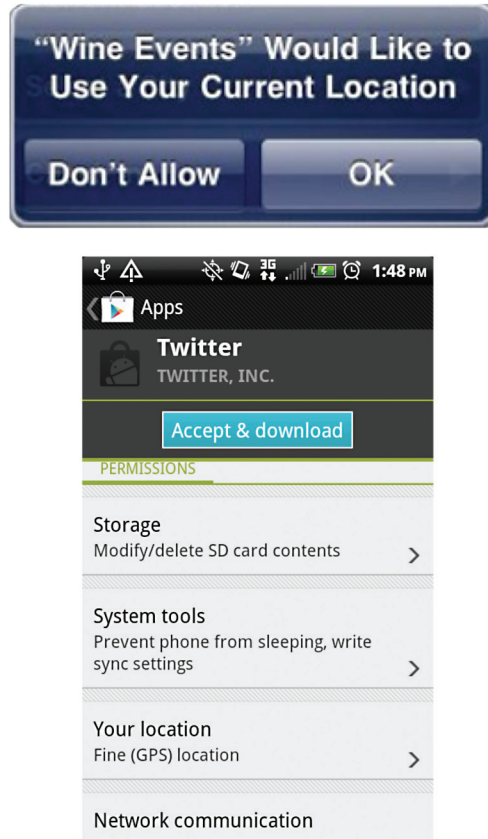 “Wine Events” Would Like to
Use Your Current Location
Don't Allow
OK
3G
1:48 PM
Apps
Twitter
TWITTER, INC.
Accept & download
PERMISSIONS
Storage
Modify/delete SD card contents
System tools
Prevent phone from sleeping, write
sync settings
Your location
Fine (GPS) location
Network communication